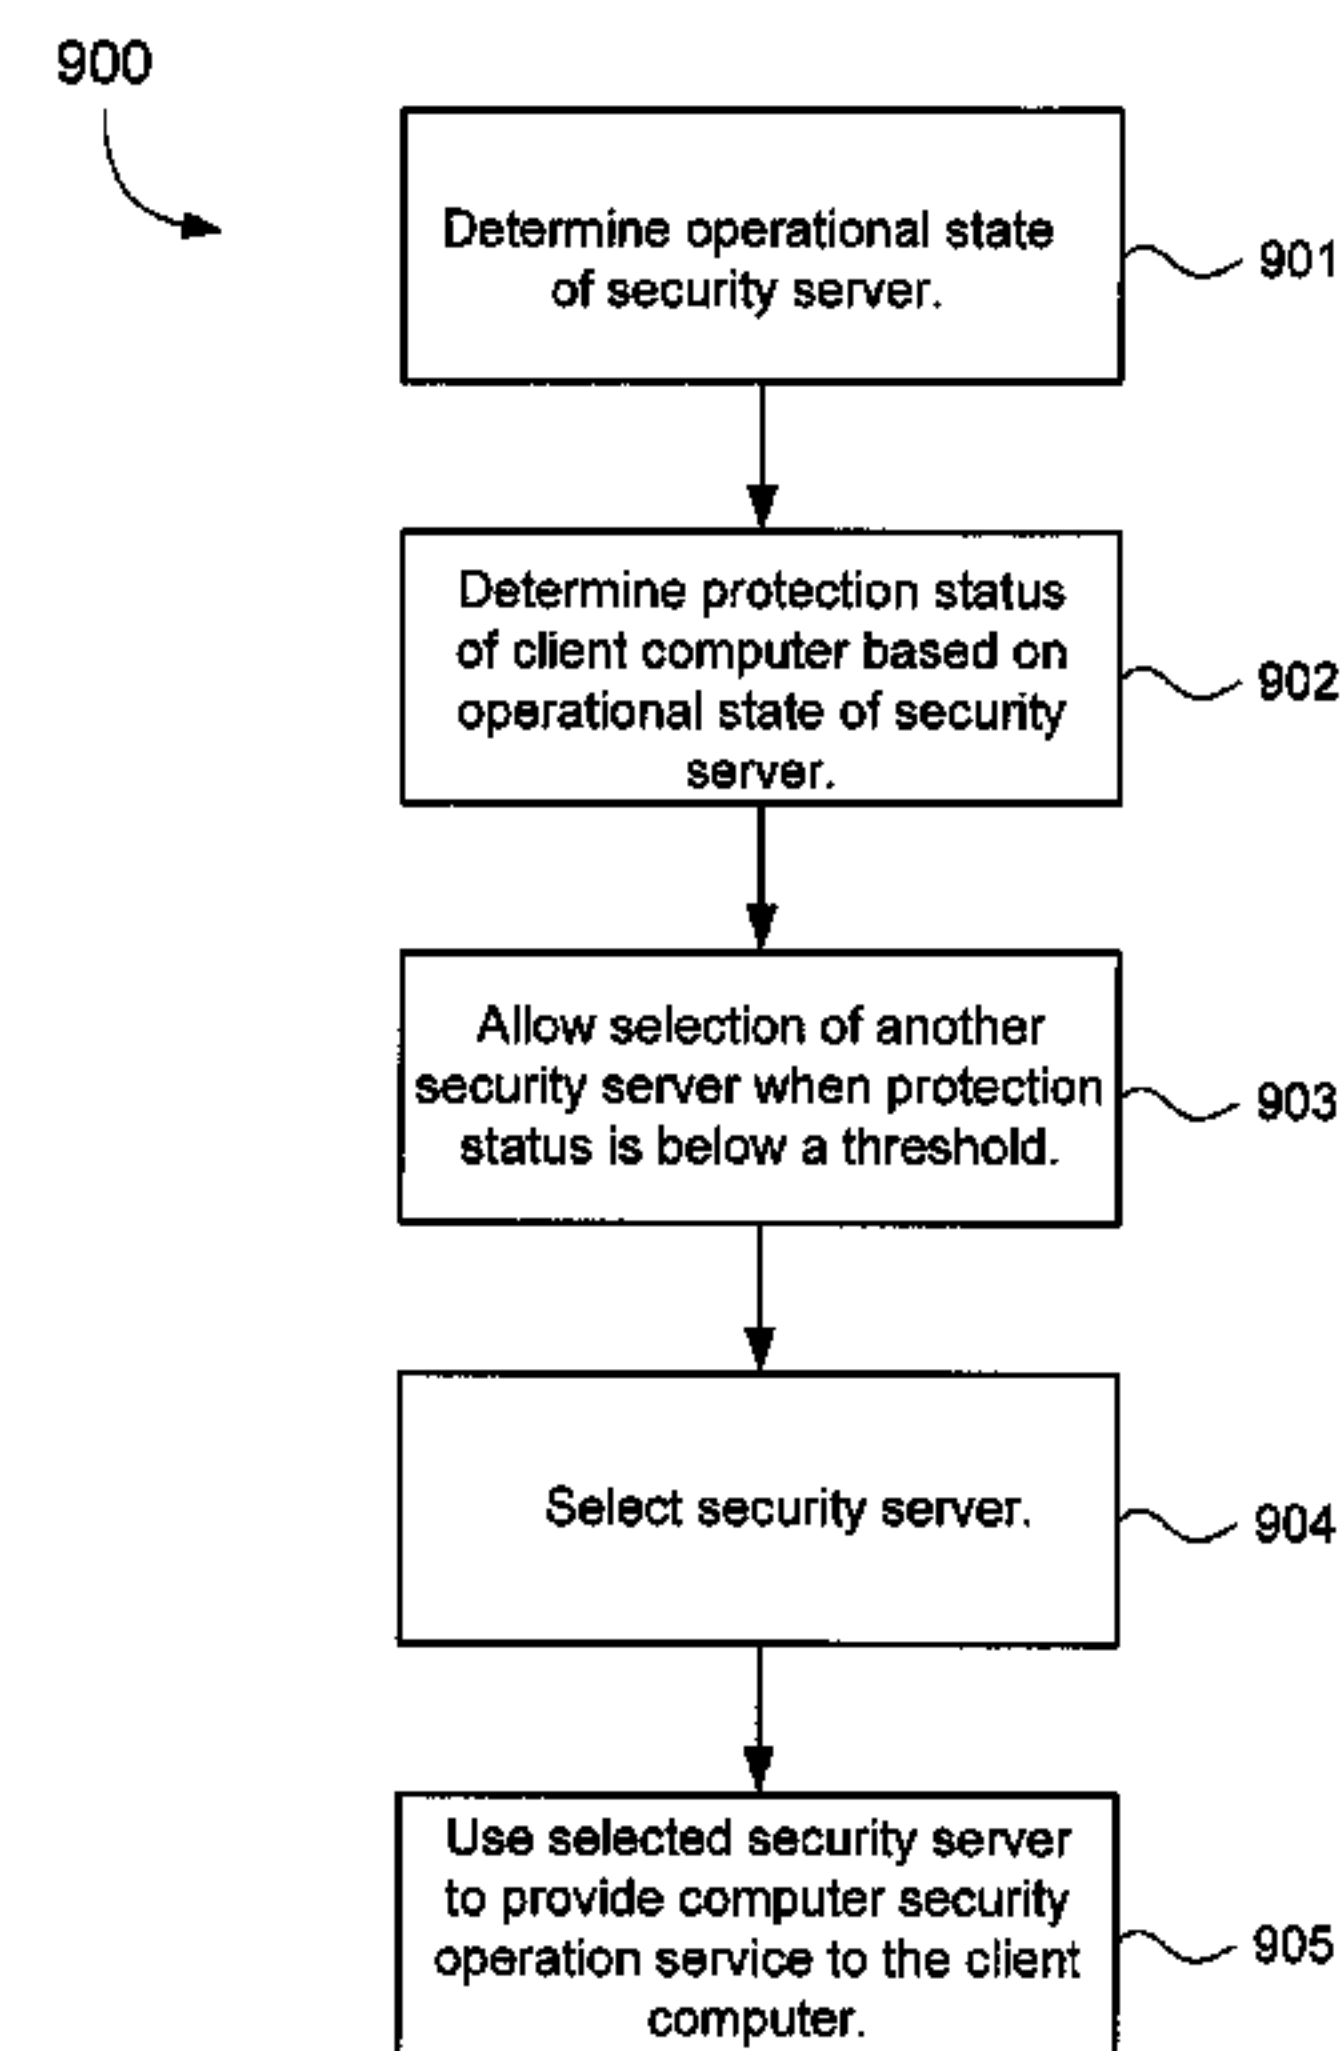 900
Determine operational state
of security server.
901
Determine protection status
of client computer based on
operational state of security
server.
902
Allow selection of another
security server when protection
status is below a threshold.
903
Select security server.
904
Use selected security server
to provide computer security
operation service to the client
computer.
905